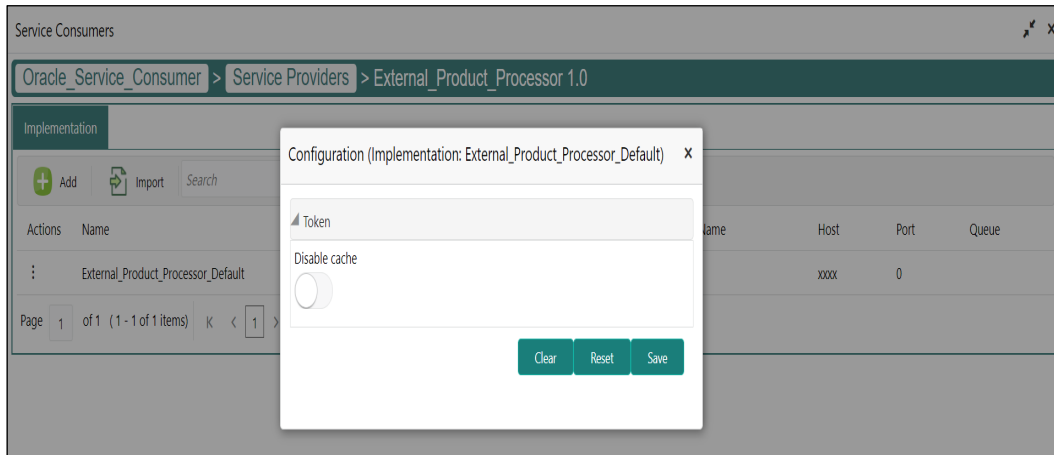 Service Consumers
Oracle_Service_Consumer > Service Providers > External_Product_Processor 1.0
Implementation
Add Import Search
Configuration (Implementation: External_Product_Processor_Default) x
Token
Disable cache
Clear Reset Save
Actions Name Host Port Queue
External_Product_Processor_Default xxxx 0
Page 1 of 1 (1 - 1 of 1 items) K < 1 >